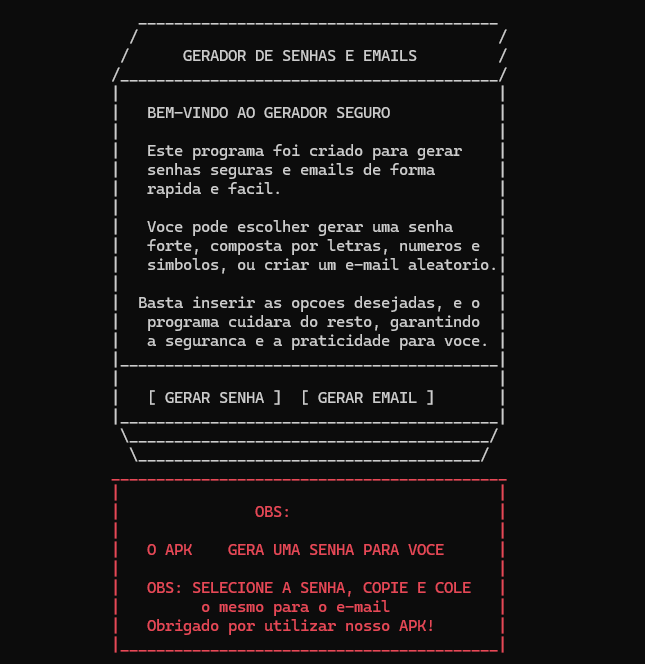 GERADOR DE SENHAS E EMAILS
BEM-VINDO AO GERADOR SEGURO
Este programa foi criado para gerar
senhas seguras e emails de forma
rapida e facil.
Voce pode escolher gerar uma senha
forte, composta por letras, numeros e
simbolos, ou criar um e-mail aleatorio.
Basta inserir as opcoes desejadas, e o
programa cuidara do resto, garantindo
a seguranca e a praticidade para voce.
[ GERAR SENHA ]  [ GERAR EMAIL ]
OBS:
O APK    GERA UMA SENHA PARA VOCE
OBS: SELECIONE A SENHA, COPIE E COLE
o mesmo para o e-mail
Obrigado por utilizar nosso APK!